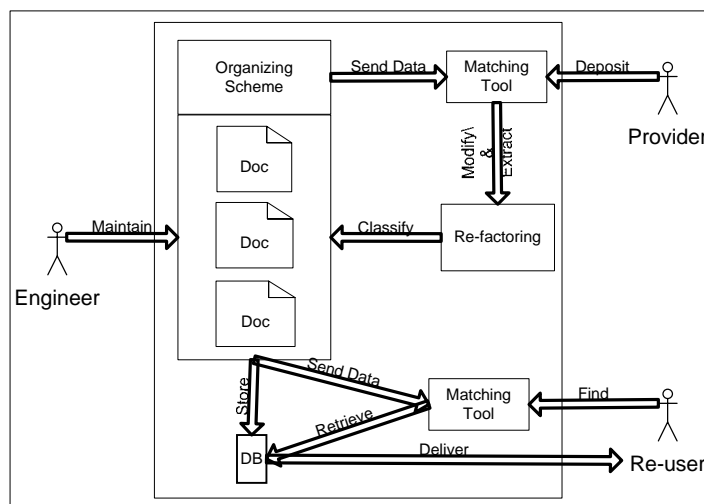 Organizing
Scheme
Send Data
Matching
Tool
Deposit
Provider
Modify\
&
Extract
Doc
Doc
Doc
Maintain
Engineer
Classify
Re-factoring
Send Data
Store
Retrieve
Matching
Tool
Find
DB
Deliver
Re-user